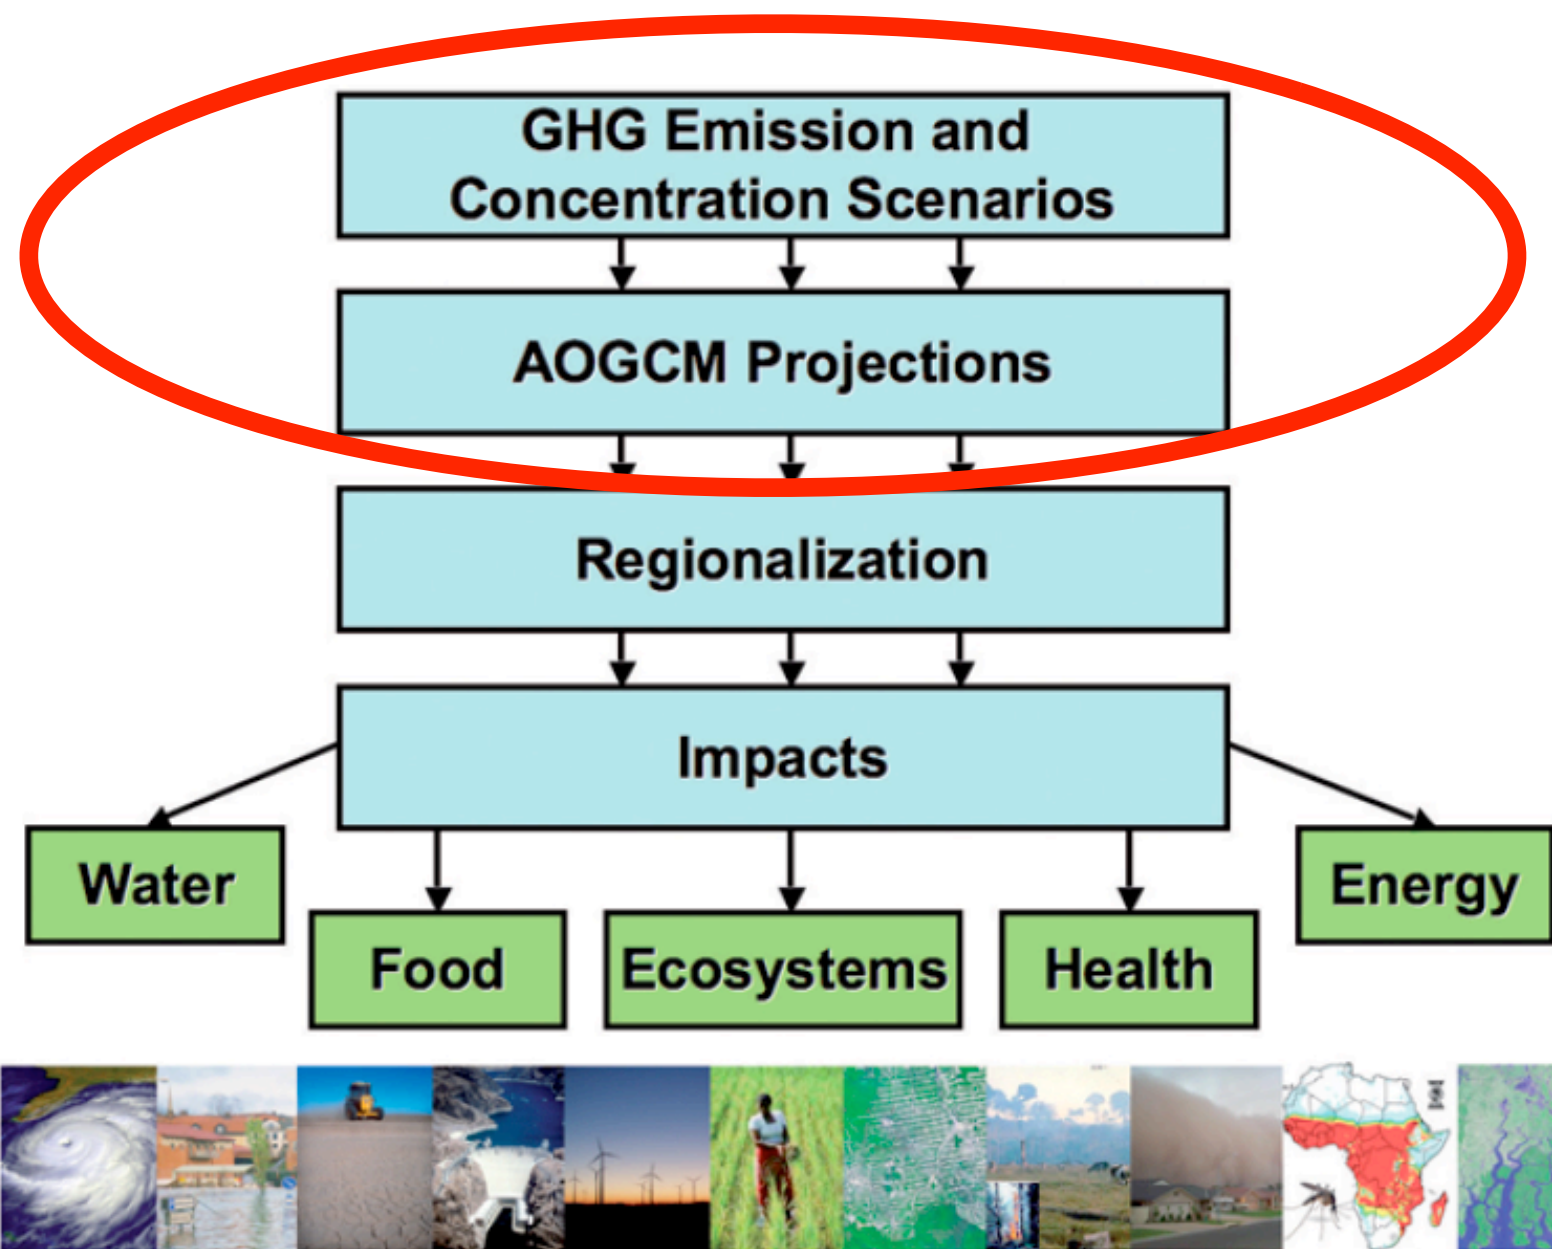 GHG Emission and
Concentration Scenarios
AOGCM Projections
Regionalization
Impacts
Water
Energy
Food
Ecosystems
Health